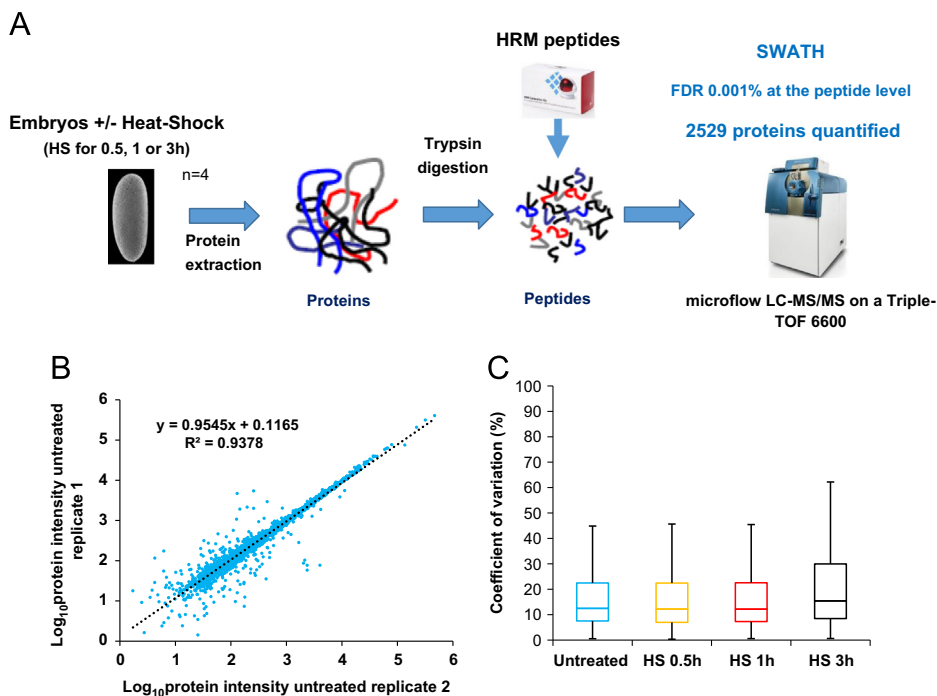 A
HRM peptides
SWATH
FDR 0.001% at the peptide level
2529 proteins quantified
Embryos +/- Heat-Shock
(HS for 0.5, 1 or 3h)
n=4
Trypsin
digestion
Protein
extraction
Proteins
Peptides
microflow LC-MS/MS on a Triple-
TOF 6600
B
y = 0.9545x + 0.1165
R² = 0.9378
Log₁₀protein intensity untreated
replicate 1
6
5
4
3
2
1
0
0 1 2 3 4 5 6
Log₁₀protein intensity untreated replicate 2
C
Coefficient of variation (%)
100
90
80
70
60
50
40
30
20
10
0
Untreated HS 0.5h HS 1h HS 3h